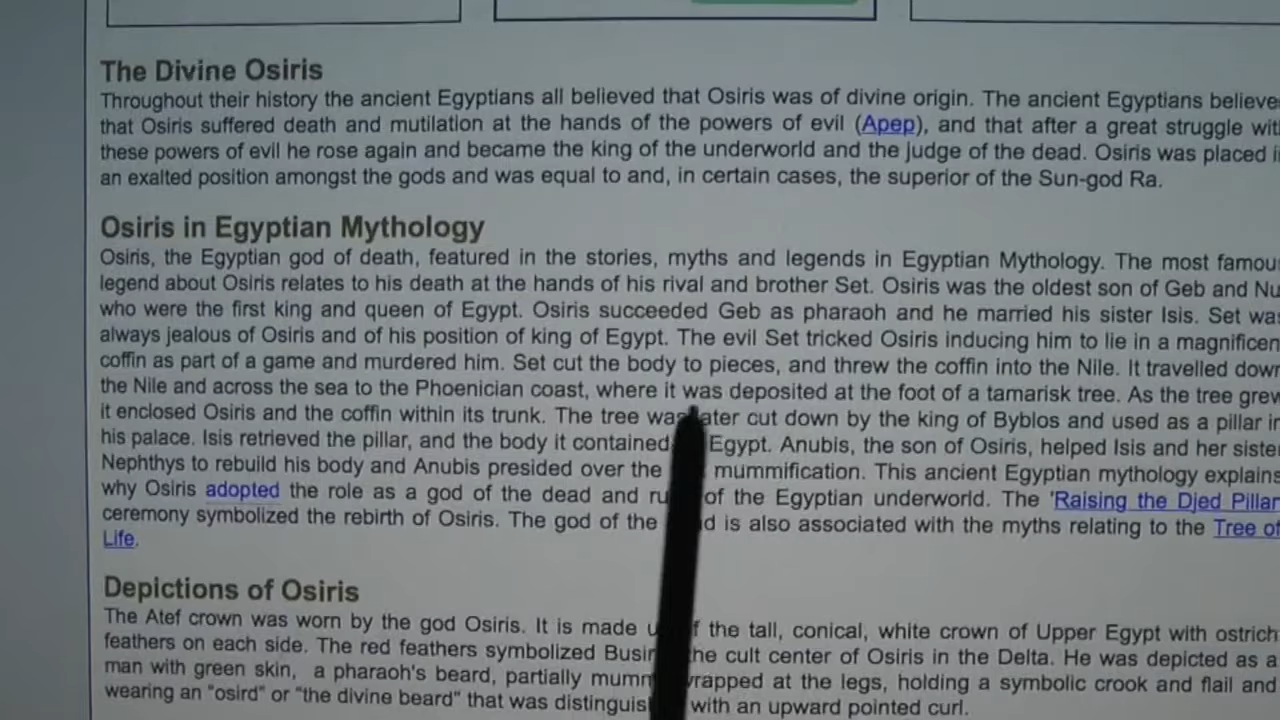 The Divine Osiris
Throughout their history the ancient Egyptians all believed that Osiris was of divine origin. The ancient Egyptians believe
that Osiris suffered death and mutilation at the hands of the powers of evil (Apep), and that after a great struggle wit
these powers of evil he rose again and became the king of the underworld and the judge of the dead. Osiris was placed i
an exalted position amongst the gods and was equal to and, in certain cases, the superior of the Sun-god Ra.
Osiris in Egyptian Mythology
Osiris, the Egyptian god of death, featured in the stories, myths and legends in Egyptian Mythology. The most famou
legend about Osiris relates to his death at the hands of his rival and brother Set. Osiris was the oldest son of Geb and Nu
who were the first king and queen of Egypt. Osiris succeeded Geb as pharaoh and he married his sister Isis. Set was
always jealous of Osiris and of his position of king of Egypt. The evil Set tricked Osiris inducing him to lie in a magnificen
coffin as part of a game and murdered him. Set cut the body to pieces, and threw the coffin into the Nile. It travelled down
the Nile and across the sea to the Phoenician coast, where it was deposited at the foot of a tamarisk tree. As the tree grew
it enclosed Osiris and the coffin within its trunk. The tree was ater cut down by the king of Byblos and used as a pillar in
his palace. Isis retrieved the pillar, and the body it contained Egypt. Anubis, the son of Osiris, helped Isis and her sister
Nephthys to rebuild his body and Anubis presided over the mummification. This ancient Egyptian mythology explains
why Osiris adopted the role as a god of the dead and ru of the Egyptian underworld. The 'Raising the Djed Pillar
ceremony symbolized the rebirth of Osiris. The god of the d is also associated with the myths relating to the Tree of
Life.
Depictions of Osiris
The Atef crown was worn by the god Osiris. It is made u f the tall, conical, white crown of Upper Egypt with ostrich
feathers on each side. The red feathers symbolized Busir he cult center of Osiris in the Delta. He was depicted as a
man with green skin, a pharaoh's beard, partially mumm wrapped at the legs, holding a symbolic crook and flail and
wearing an "osird" or "the divine beard" that was distinguis with an upward pointed curl.